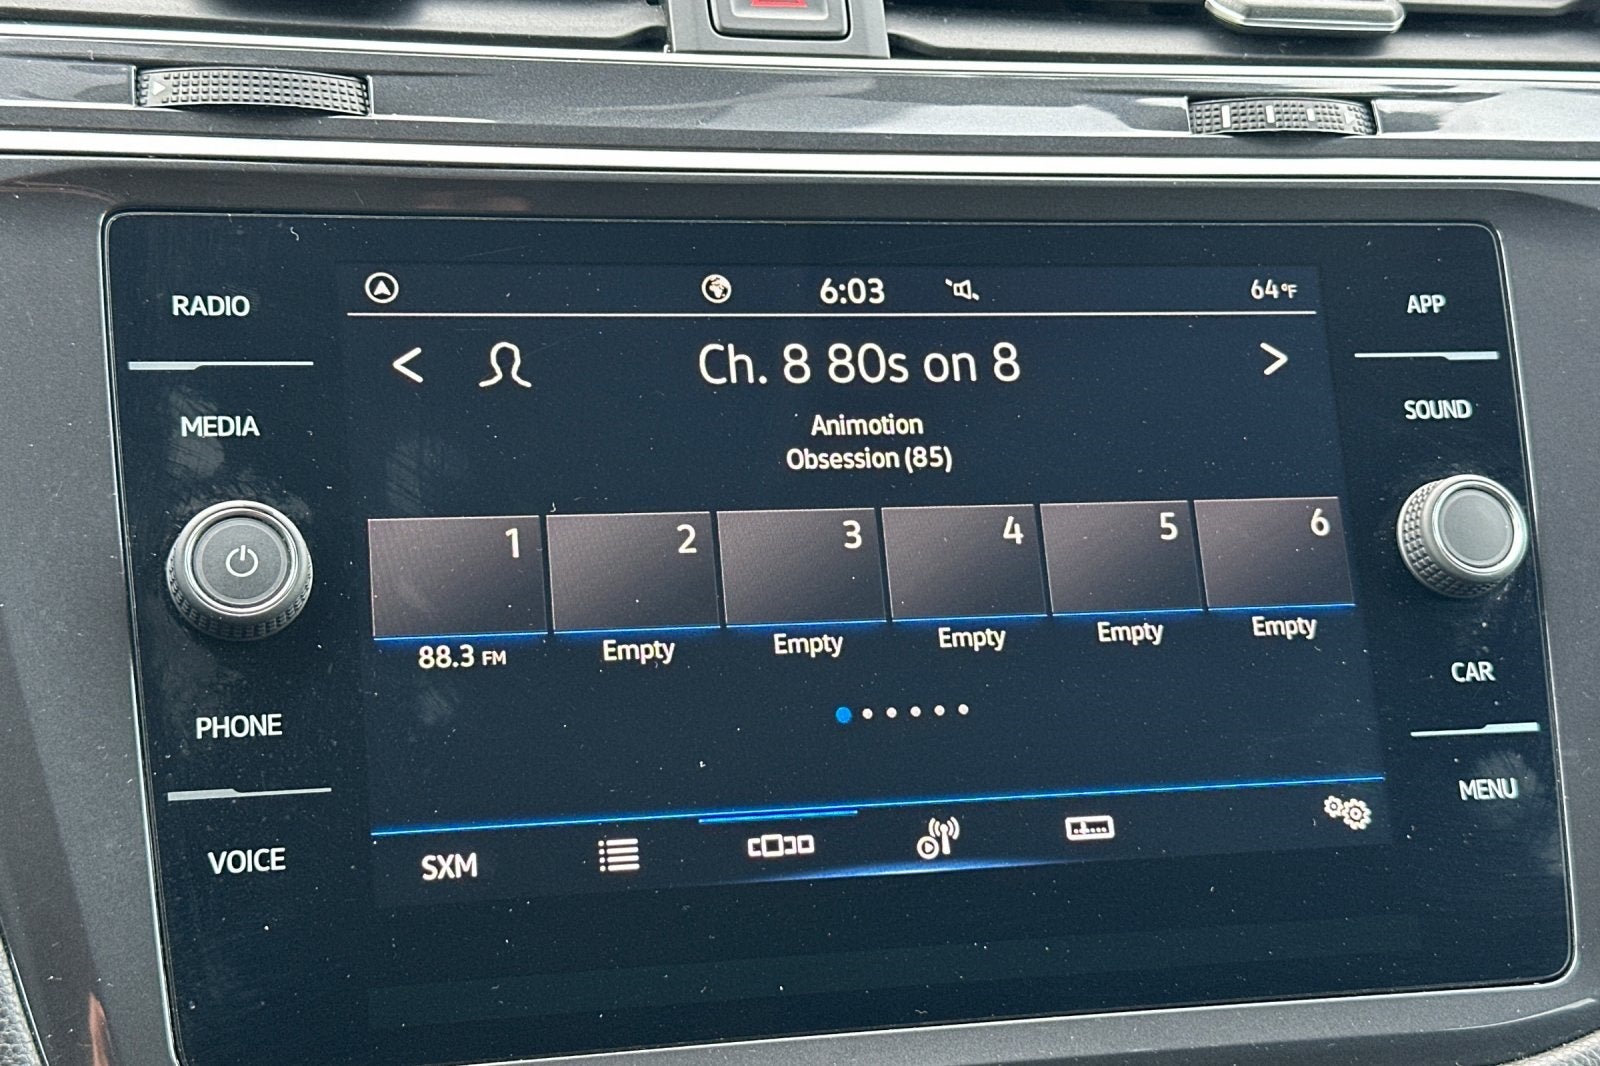 RADIO
6:03
64°F
APP
Ch. 8 80s on 8
MEDIA
Animotion
SOUND
Obsession (85)
1 2 3 4 5 6
88.3 FM Empty Empty Empty Empty Empty
PHONE
CAR
VOICE
SXM
MENU